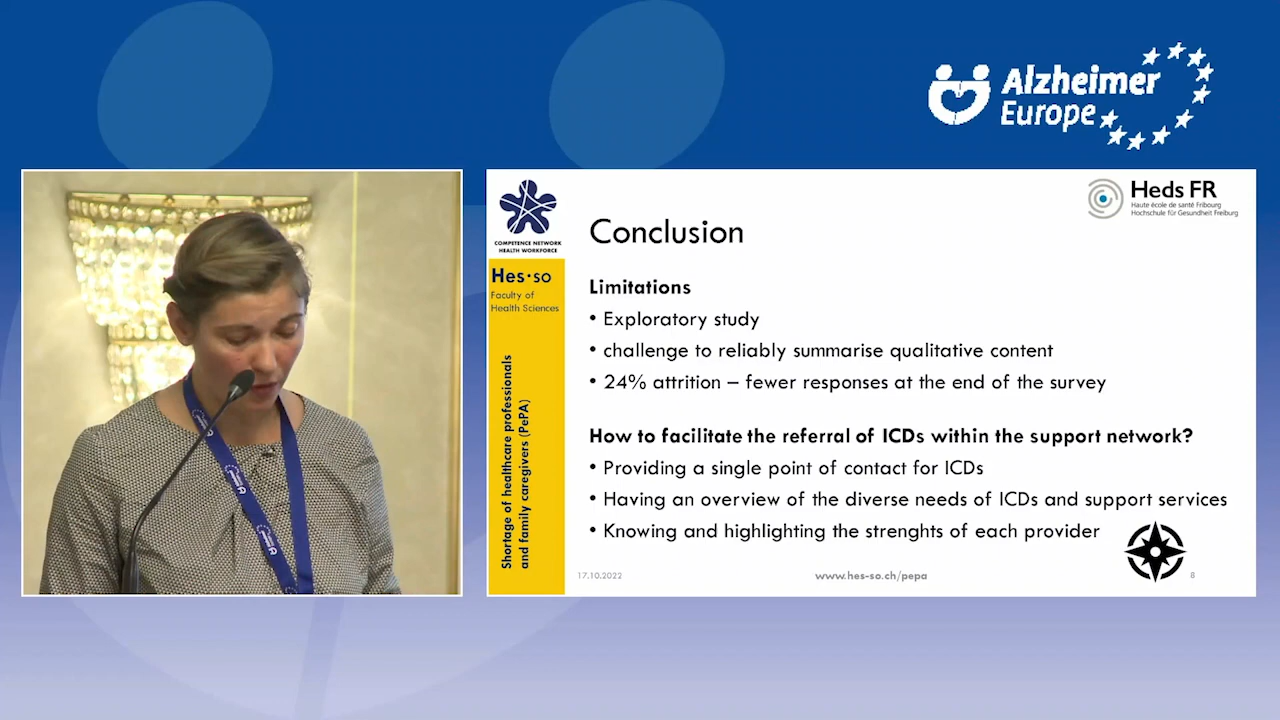 Alzheimer
Europe
COMPETENCE NETWORK
HEALTH WORKFORCE
Hes·so
Faculty of
Health Sciences
Shortage of healthcare professionals
and family caregivers (PePA)
Heds FR
Haute école de santé Fribourg
Hochschule für Gesundheit Freiburg
Conclusion
Limitations
• Exploratory study
• challenge to reliably summarise qualitative content
• 24% attrition – fewer responses at the end of the survey
How to facilitate the referral of ICDs within the support network?
• Providing a single point of contact for ICDs
• Having an overview of the diverse needs of ICDs and support services
• Knowing and highlighting the strenghts of each provider
17.10.2022
www.hes-so.ch/pepa
8